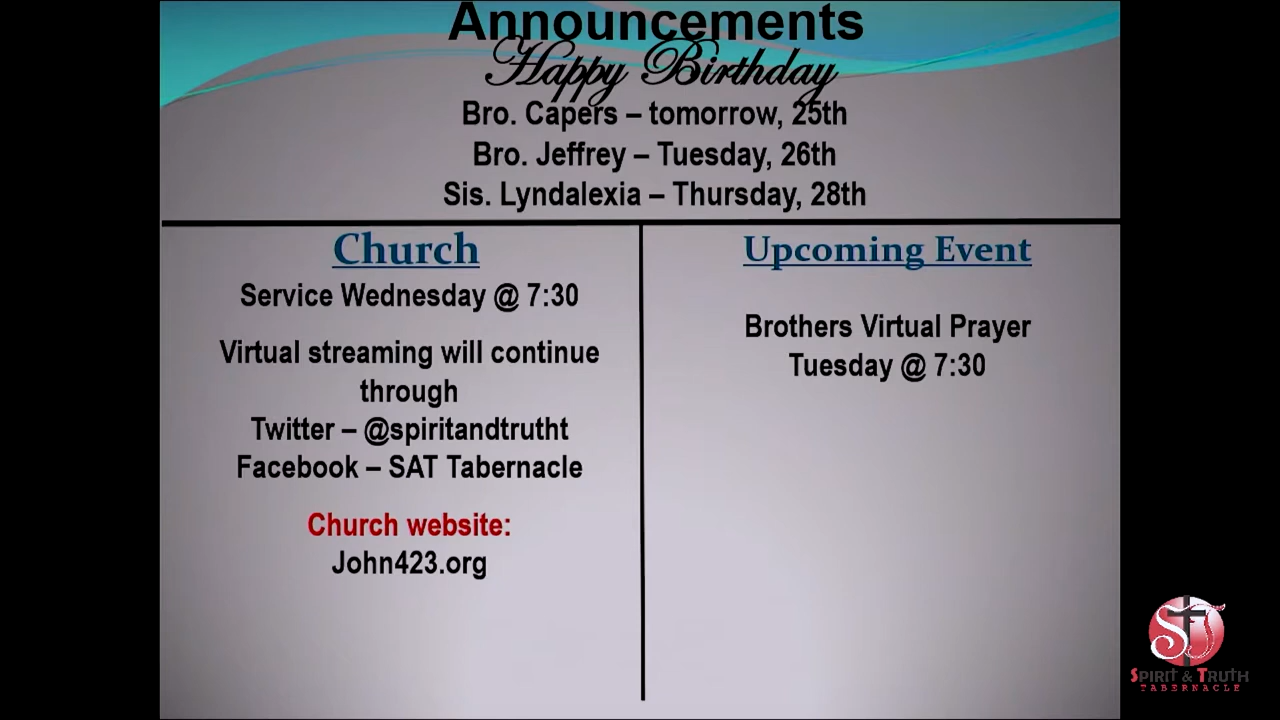 Announcements
Happy Birthday
Bro. Capers – tomorrow, 25th
Bro. Jeffrey – Tuesday, 26th
Sis. Lyndalexia – Thursday, 28th
Church
Service Wednesday @ 7:30
Virtual streaming will continue
through
Twitter – @spiritandtrutht
Facebook – SAT Tabernacle
Church website:
John423.org
Upcoming Event
Brothers Virtual Prayer
Tuesday @ 7:30
ST
SPIRIT & TRUTH
TABERNACLE